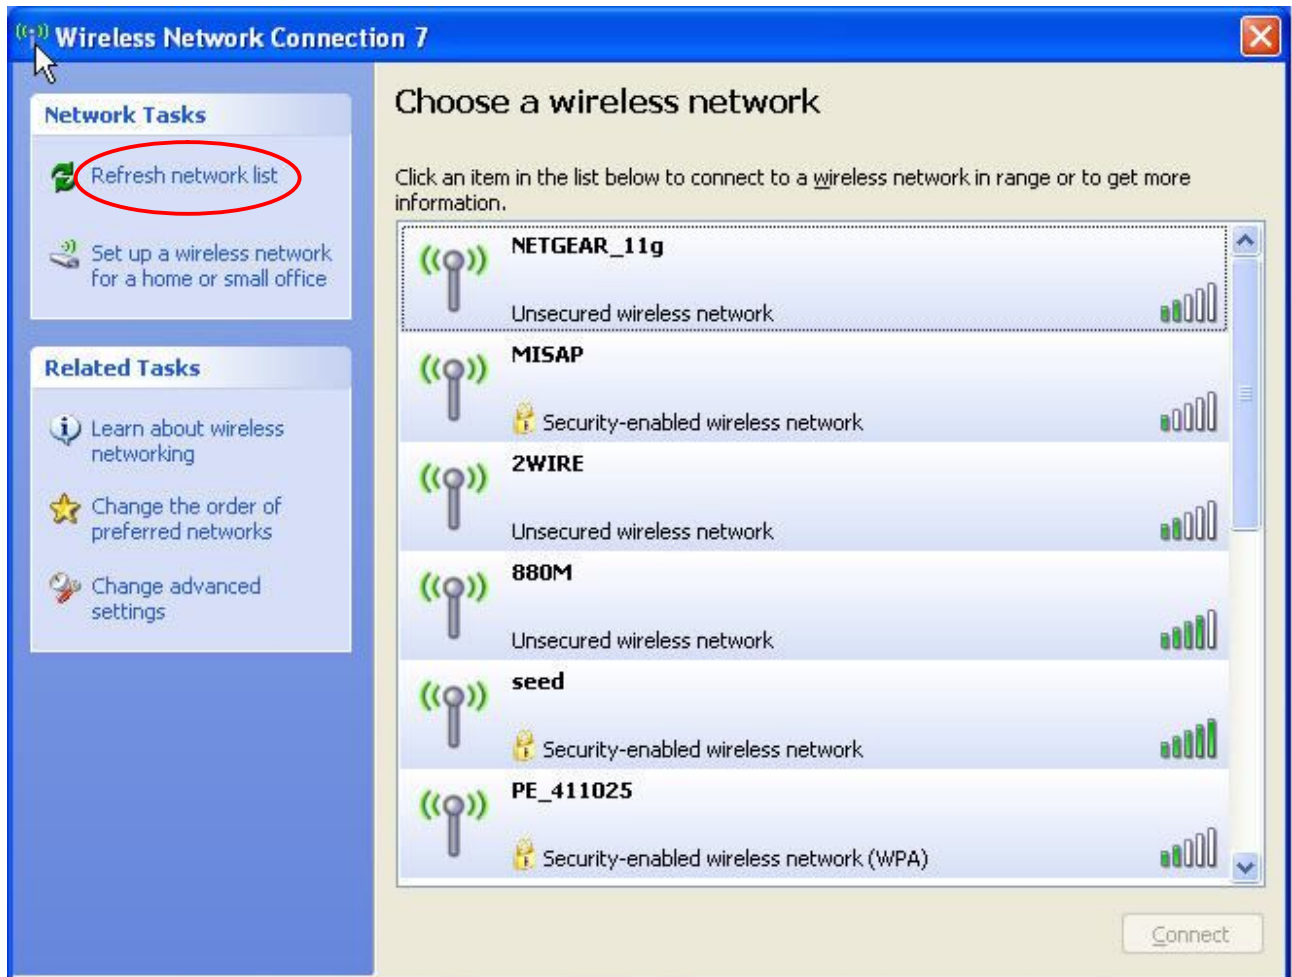 Wireless Network Connection 7
Network Tasks
Refresh network list
Set up a wireless network
for a home or small office
Related Tasks
Learn about wireless
networking
Change the order of
preferred networks
Change advanced
settings
Choose a wireless network
Click an item in the list below to connect to a wireless network in range or to get more
information.
NETGEAR_11g
Unsecured wireless network
MISAP
Security-enabled wireless network
2WIRE
Unsecured wireless network
880M
Unsecured wireless network
seed
Security-enabled wireless network
PE_411025
Security-enabled wireless network (WPA)
Connect